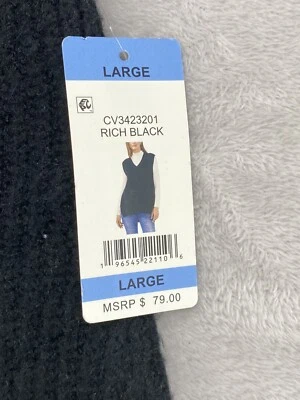 LARGE
CV3423201
RICH BLACK
1 96545 22110 6
LARGE
MSRP $ 79.00